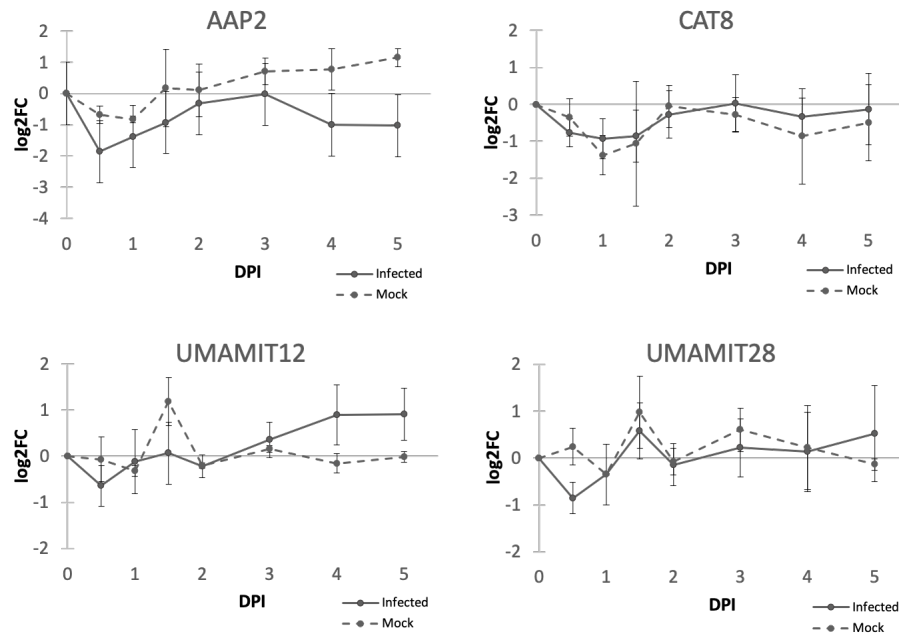 AAP2
2
1
0
-1
-2
-3
-4
log2FC
0 1 2 3 4 5
DPI
Infected
Mock
CAT8
2
1
0
-1
-2
-3
log2FC
0 1 2 3 4 5
DPI
Infected
Mock
UMAMIT12
2
1
0
-1
-2
log2FC
0 1 2 3 4 5
DPI
Infected
Mock
UMAMIT28
2
1
0
-1
-2
log2FC
0 1 2 3 4 5
DPI
Infected
Mock